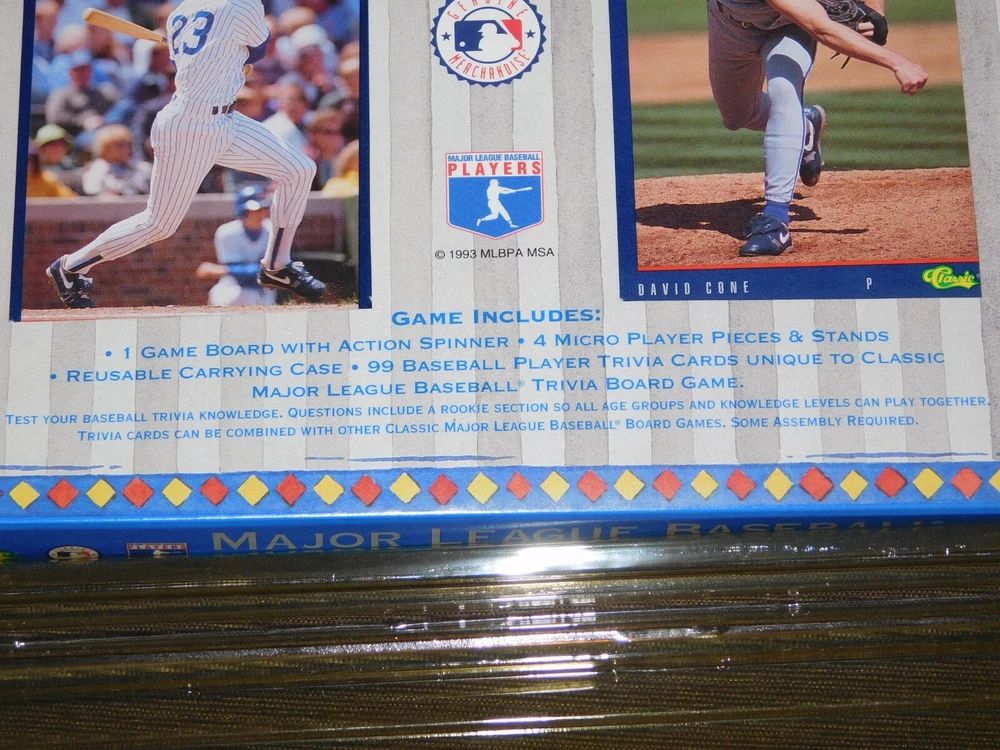 23
GENUINE
MERCHANDISE
MAJOR LEAGUE BASEBALL
PLAYERS
© 1993 MLBPA MSA
DAVID CONE P Classic
GAME INCLUDES:
• 1 GAME BOARD WITH ACTION SPINNER • 4 MICRO PLAYER PIECES & STANDS
• REUSABLE CARRYING CASE • 99 BASEBALL PLAYER TRIVIA CARDS UNIQUE TO CLASSIC
MAJOR LEAGUE BASEBALL® TRIVIA BOARD GAME.
TEST YOUR BASEBALL TRIVIA KNOWLEDGE. QUESTIONS INCLUDE A ROOKIE SECTION SO ALL AGE GROUPS AND KNOWLEDGE LEVELS CAN PLAY TOGETHER.
TRIVIA CARDS CAN BE COMBINED WITH OTHER CLASSIC MAJOR LEAGUE BASEBALL® BOARD GAMES. SOME ASSEMBLY REQUIRED.
PLAYERS MAJOR LEAGUE BASEBALL